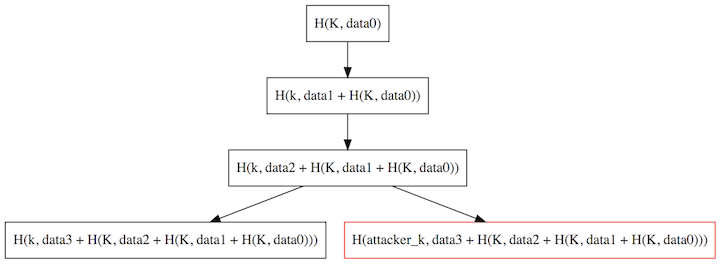 H(K, data0)
H(k, data1 + H(K, data0))
H(k, data2 + H(K, data1 + H(K, data0))
H(k, data3 + H(K, data2 + H(K, data1 + H(K, data0)))
H(attacker_k, data3 + H(K, data2 + H(K, data1 + H(K, data0)))